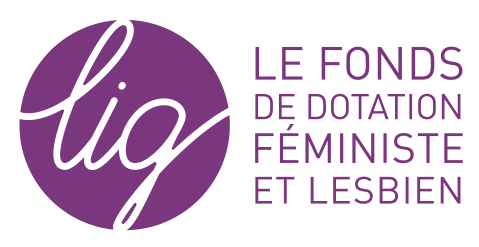 lig
LE FONDS
DE DOTATION
FÉMINISTE
ET LESBIEN